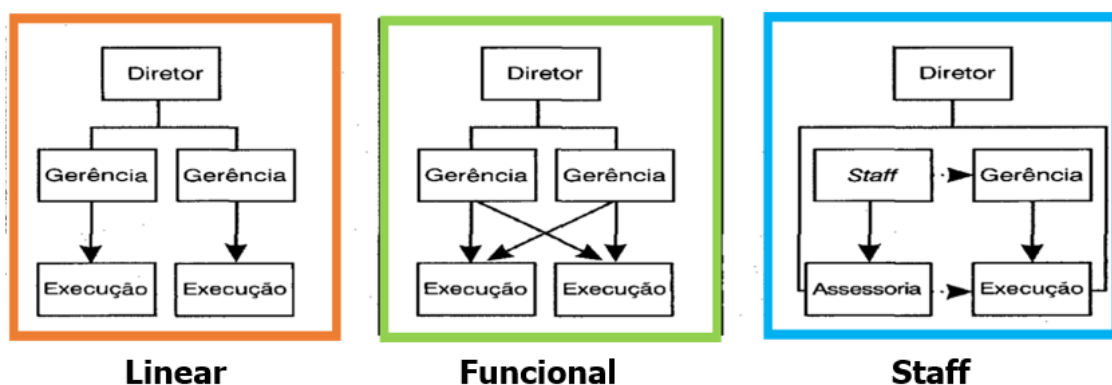 Diretor
Gerência Gerência
Execução Execução
Linear
Diretor
Gerência Gerência
Execução Execução
Funcional
Diretor
Staff Gerência
Assessoria Execução
Staff